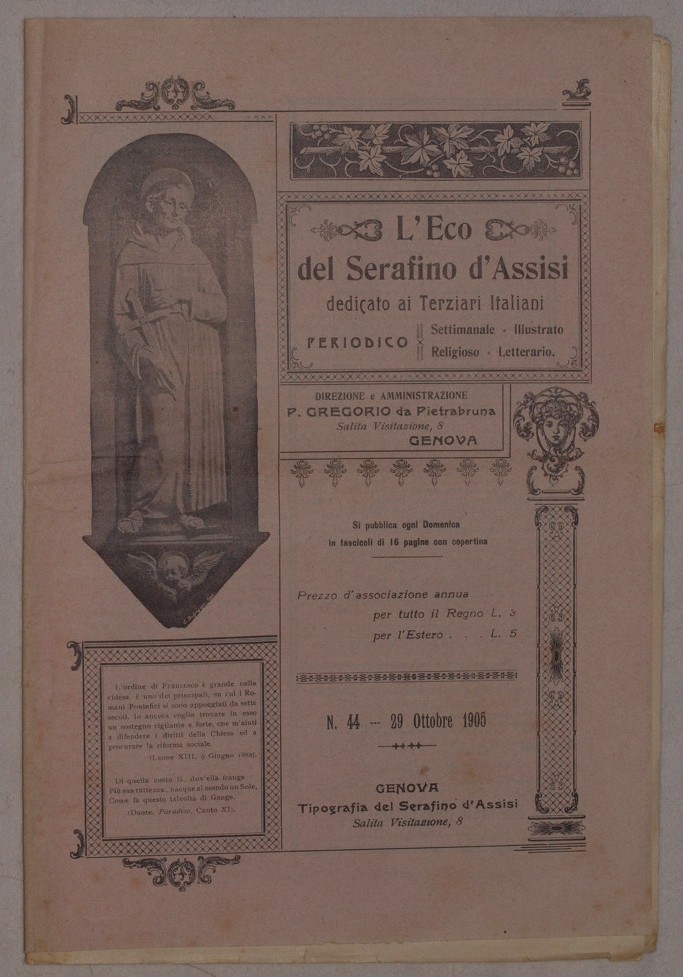 L'Eco
del Serafino d'Assisi
dedicato ai Terziari Italiani
PERIODICO
Settimanale - Illustrato
Religioso - Letterario.
DIREZIONE e AMMINISTRAZIONE
P. GREGORIO da Pietrabruna
Salita Visitazione, 8
GENOVA
Si pubblica ogni Domenica
in fascicoli di 16 pagine con copertina
Prezzo d'associazione annua
per tutto il Regno L. 3
per l'Estero . . . L. 5
N. 44 — 29 Ottobre 1905
GENOVA
Tipografia del Serafino d'Assisi
Salita Visitazione, 8
L'ordine di Francesco è grande nella
chiesa, è uno dei principali, su cui i Ro-
mani Pontefici si sono appoggiati da sette
secoli. Io ancora voglio trovare in esso
un sostegno vigilante e forte, che m'aiuti
a difendere i diritti della Chiesa ed a
procurare la riforma sociale.
(Leone XIII, 9 Giugno 1882).
Di quella costa là, dov'ella frange
Più sua rattezza, nacque al mondo un Sole,
Come fa questo talvolta di Gange.
(Dante, Paradiso, Canto XI).